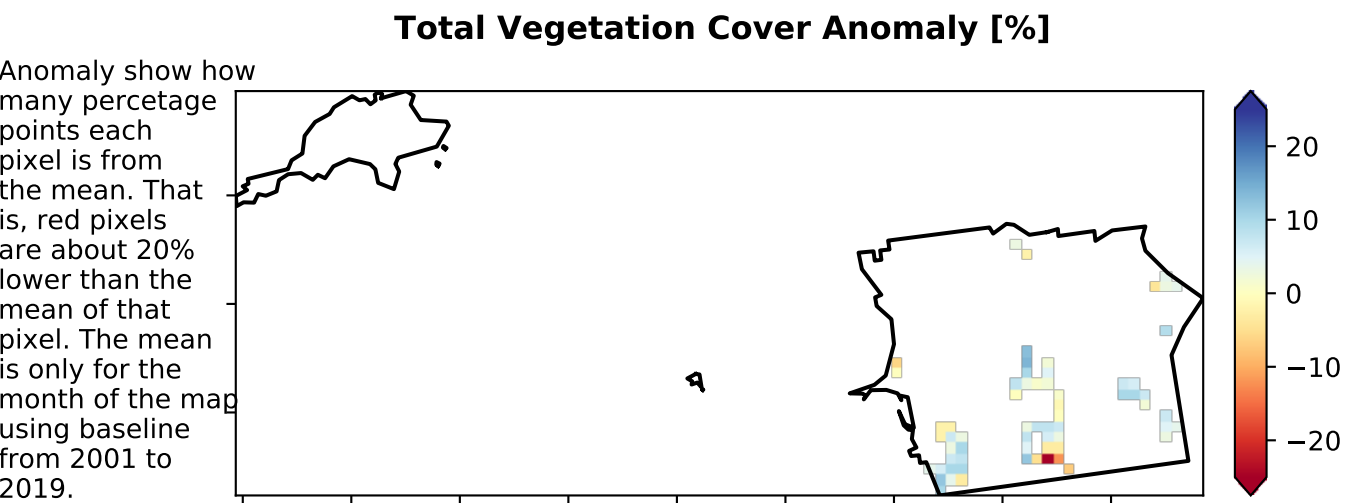 Total Vegetation Cover Anomaly [%]
Anomaly show how
many percetage
points each
pixel is from
the mean. That
is, red pixels
are about 20%
lower than the
mean of that
pixel. The mean
is only for the
month of the map
using baseline
from 2001 to
2019.
20
10
0
−10
−20